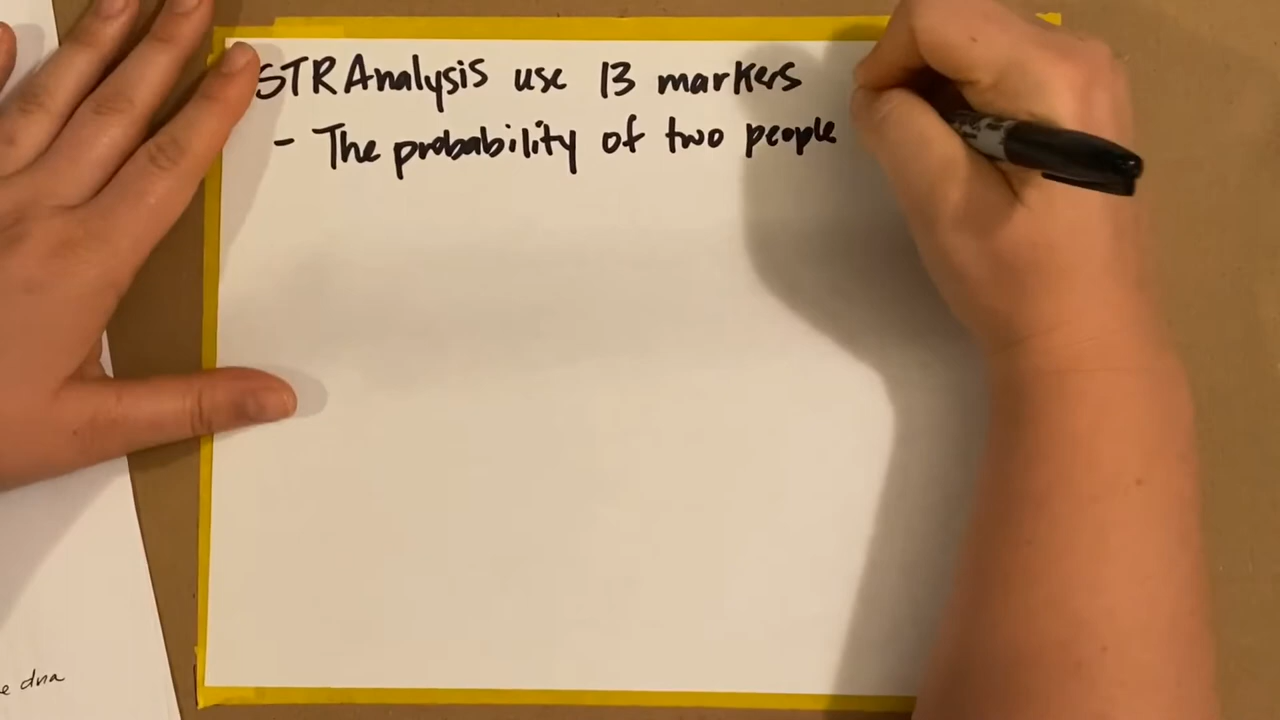 STR Analysis use 13 markers
- The probability of two people
e dna